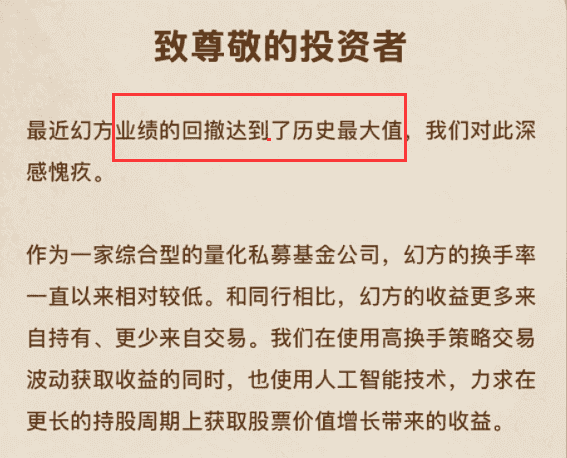 致尊敬的投资者
最近幻方业绩的回撤达到了历史最大值，我们对此深
感愧疚。
作为一家综合型的量化私募基金公司，幻方的换手率
一直以来相对较低。和同行相比，幻方的收益更多来
自持有、更少来自交易。我们在使用高换手策略交易
波动获取收益的同时，也使用人工智能技术，力求在
更长的持股周期上获取股票价值增长带来的收益。